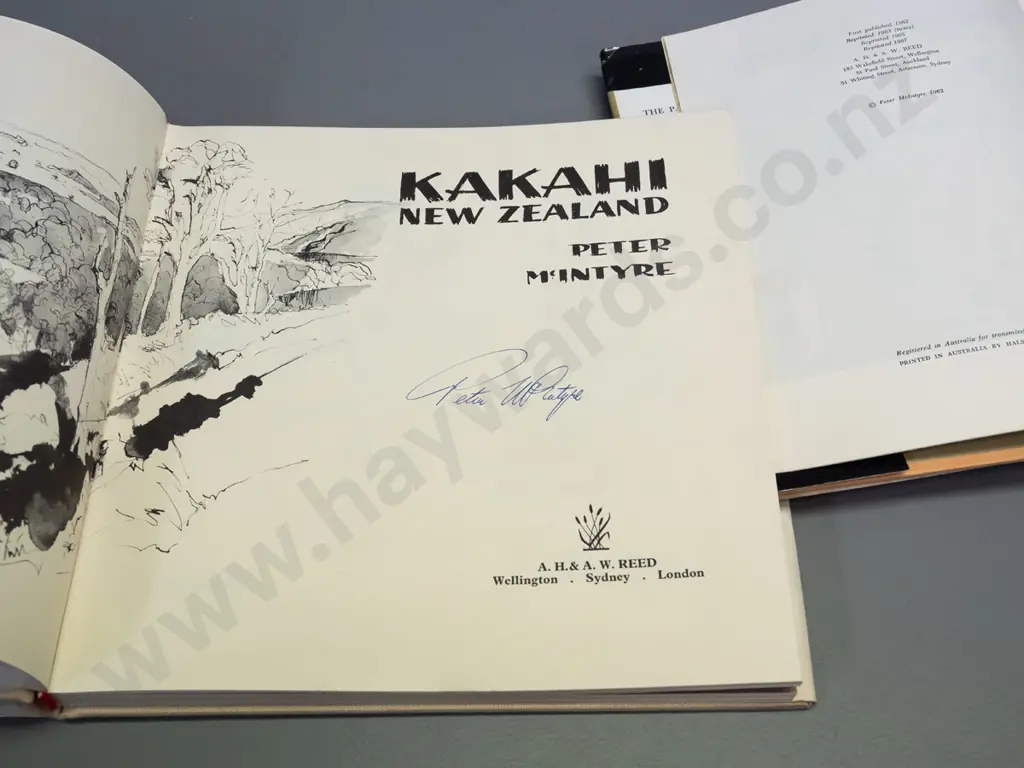 KAKAHI
NEW ZEALAND
PETER
McINTYRE
Peter McIntyre
A. H. & A. W. REED
Wellington . Sydney . London
First published 1962
Reprinted 1963 (twice)
Reprinted 1965
Reprinted 1967
A. H. & A. W. REED
182 Wakefield Street, Wellington
51 Whiting Street, Artarmon, Sydney
© Peter McIntyre 1962
Registered in Australia for
PRINTED IN AUSTRALIA BY
THE
www.haywards.co.nz